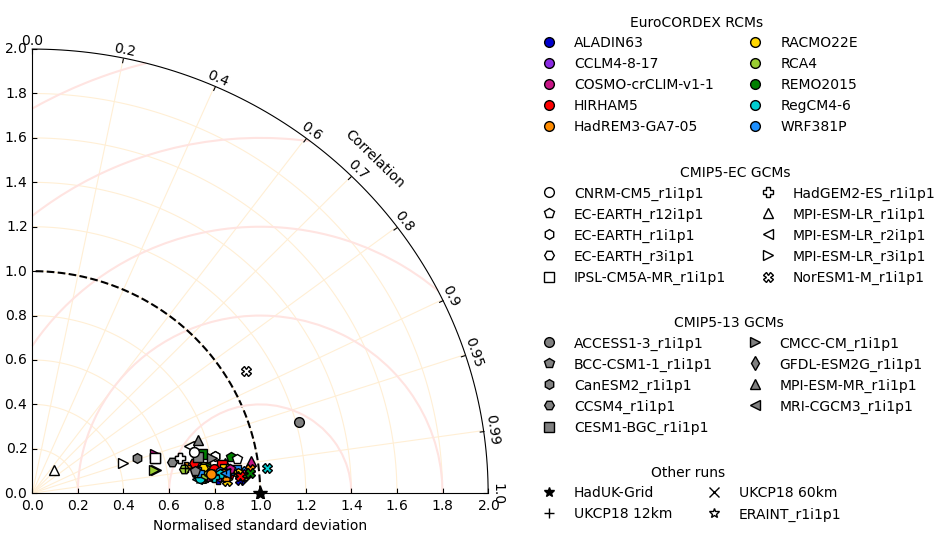 0.0
0.2
0.4
0.6
Correlation
0.7
0.8
0.9
0.95
0.99
1.0
2.0
1.8
1.6
1.4
1.2
1.0
0.8
0.6
0.4
0.2
0.0
0.0 0.2 0.4 0.6 0.8 1.0 1.2 1.4 1.6 1.8 2.0
Normalised standard deviation
EuroCORDEX RCMs
ALADIN63 RACMO22E
CCLM4-8-17 RCA4
COSMO-crCLIM-v1-1 REMO2015
HIRHAM5 RegCM4-6
HadREM3-GA7-05 WRF381P
CMIP5-EC GCMs
CNRM-CM5_r1i1p1 HadGEM2-ES_r1i1p1
EC-EARTH_r12i1p1 MPI-ESM-LR_r1i1p1
EC-EARTH_r1i1p1 MPI-ESM-LR_r2i1p1
EC-EARTH_r3i1p1 MPI-ESM-LR_r3i1p1
IPSL-CM5A-MR_r1i1p1 NorESM1-M_r1i1p1
CMIP5-13 GCMs
ACCESS1-3_r1i1p1 CMCC-CM_r1i1p1
BCC-CSM1-1_r1i1p1 GFDL-ESM2G_r1i1p1
CanESM2_r1i1p1 MPI-ESM-MR_r1i1p1
CCSM4_r1i1p1 MRI-CGCM3_r1i1p1
CESM1-BGC_r1i1p1
Other runs
HadUK-Grid UKCP18 60km
UKCP18 12km ERAINT_r1i1p1